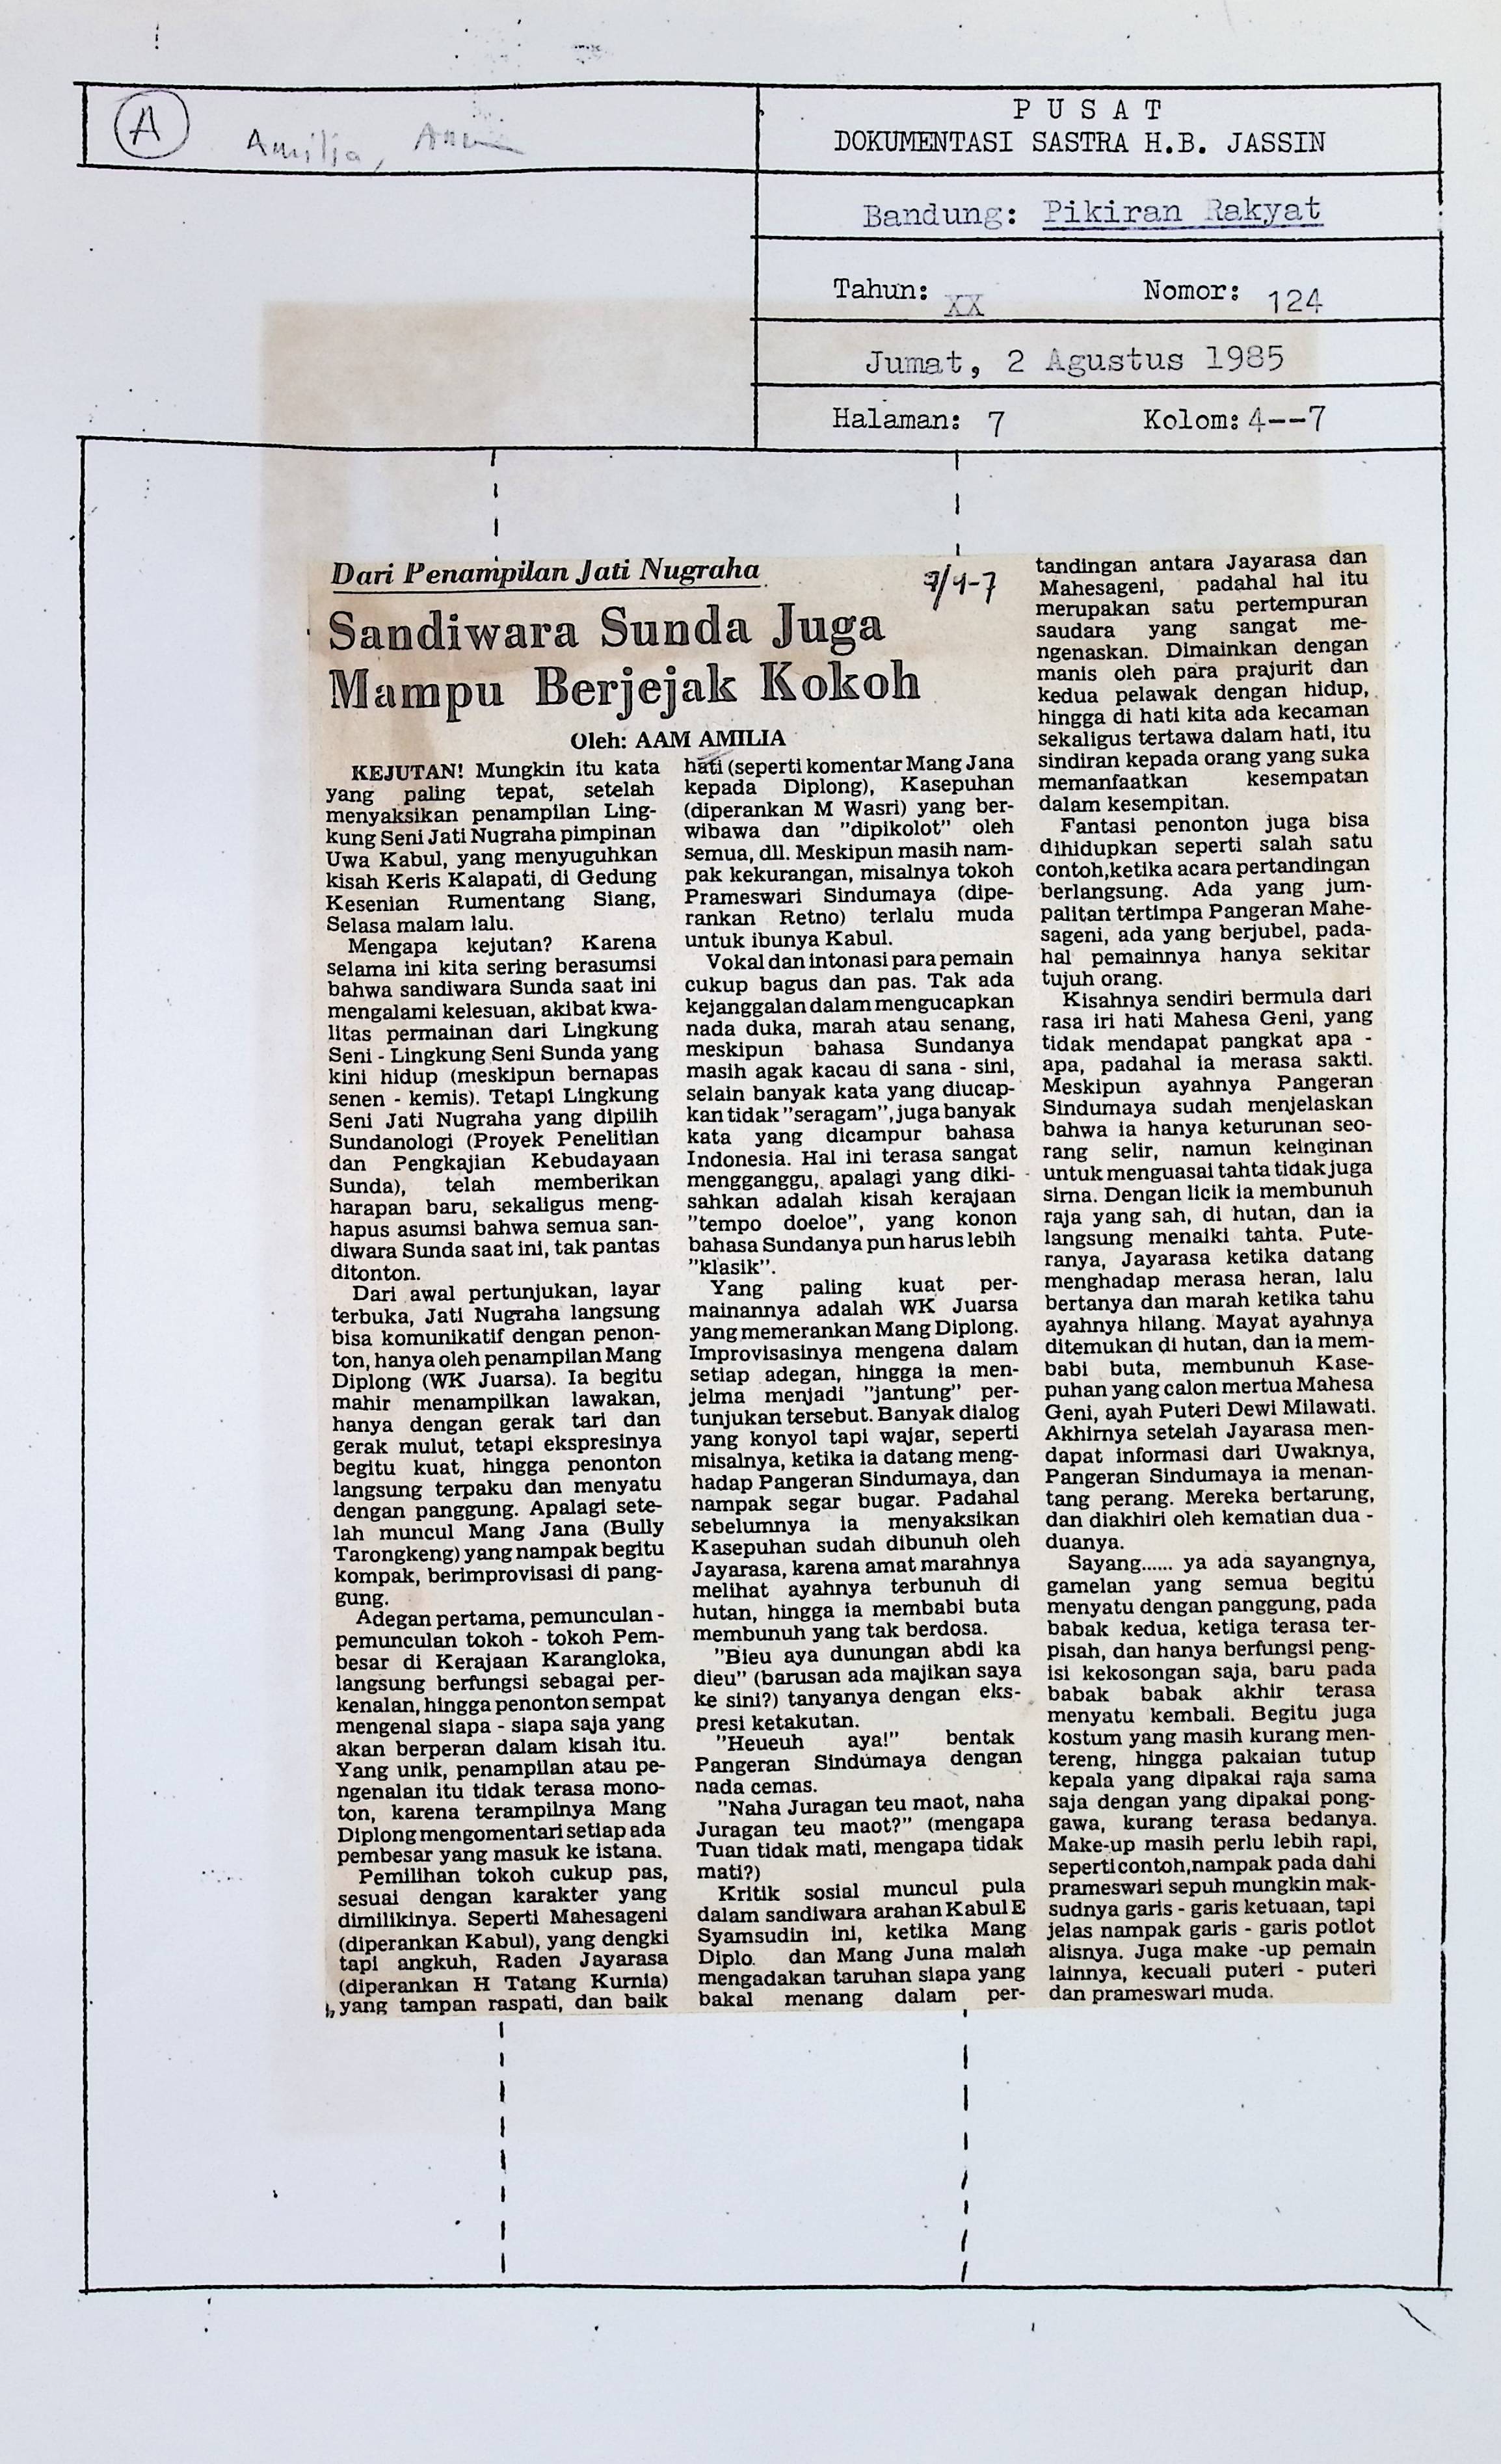 A
Amilia,
P U S A T
DOKUMENTASI SASTRA H.B. JASSIN
Bandung: Pikiran Rakyat
Tahun: XX Nomor: 124
Jumat, 2 Agustus 1985
Halaman: 7 Kolom: 4--7
Dari Penampilan Jati Nugraha
7/4-7
Sandiwara Sunda Juga
Mampu Berjejak Kokoh
Oleh: AAM AMILIA
KEJUTAN! Mungkin itu kata
yang paling tepat, setelah
menyaksikan penampilan Ling-
kung Seni Jati Nugraha pimpinan
Uwa Kabul, yang menyuguhkan
kisah Keris Kalapati, di Gedung
Kesenian Rumentang Siang,
Selasa malam lalu.
Mengapa kejutan? Karena
selama ini kita sering berasumsi
bahwa sandiwara Sunda saat ini
mengalami kelesuan, akibat kwa-
litas permainan dari Lingkung
Seni - Lingkung Seni Sunda yang
kini hidup (meskipun bernapas
senen - kemis). Tetapi Lingkung
Seni Jati Nugraha yang dipilih
Sundanologi (Proyek Penelitian
dan Pengkajian Kebudayaan
Sunda), telah memberikan
harapan baru, sekaligus meng-
hapus asumsi bahwa semua san-
diwara Sunda saat ini, tak pantas
ditonton.
Dari awal pertunjukan, layar
terbuka, Jati Nugraha langsung
bisa komunikatif dengan penon-
ton, hanya oleh penampilan Mang
Diplong (WK Juarsa). Ia begitu
mahir menampilkan lawakan,
hanya dengan gerak tari dan
gerak mulut, tetapi ekspresinya
begitu kuat, hingga penonton
langsung terpaku dan menyatu
dengan panggung. Apalagi sete-
lah muncul Mang Jana (Bully
Tarongkeng) yang nampak begitu
kompak, berimprovisasi di pang-
gung.
Adegan pertama, pemunculan -
pemunculan tokoh - tokoh Pem-
besar di Kerajaan Karangloka,
langsung berfungsi sebagai per-
kenalan, hingga penonton sempat
mengenal siapa - siapa saja yang
akan berperan dalam kisah itu.
Yang unik, penampilan atau pe-
ngenalan itu tidak terasa mono-
ton, karena terampilnya Mang
Diplong mengomentari setiap ada
pembesar yang masuk ke istana.
Pemilihan tokoh cukup pas,
sesuai dengan karakter yang
dimilikinya. Seperti Mahesageni
(diperankan Kabul), yang dengki
tapi angkuh, Raden Jayarasa
(diperankan H Tatang Kurnia)
yang tampan raspati, dan baik
hati (seperti komentar Mang Jana
kepada Diplong), Kasepuhan
(diperankan M Wasri) yang ber-
wibawa dan "dipikolot" oleh
semua, dll. Meskipun masih nam-
pak kekurangan, misalnya tokoh
Prameswari Sindumaya (dipe-
rankan Retno) terlalu muda
untuk ibunya Kabul.
Vokal dan intonasi para pemain
cukup bagus dan pas. Tak ada
kejanggalan dalam mengucapkan
nada duka, marah atau senang,
meskipun bahasa Sundanya
masih agak kacau di sana - sini,
selain banyak kata yang diucap-
kan tidak "seragam", juga banyak
kata yang dicampur bahasa
Indonesia. Hal ini terasa sangat
mengganggu, apalagi yang diki-
sahkan adalah kisah kerajaan
"tempo doeloe", yang konon
bahasa Sundanya pun harus lebih
"klasik".
Yang paling kuat per-
mainannya adalah WK Juarsa
yang memerankan Mang Diplong.
Improvisasinya mengena dalam
setiap adegan, hingga ia men-
jelma menjadi "jantung" per-
tunjukan tersebut. Banyak dialog
yang konyol tapi wajar, seperti
misalnya, ketika ia datang meng-
hadap Pangeran Sindumaya, dan
nampak segar bugar. Padahal
sebelumnya ia menyaksikan
Kasepuhan sudah dibunuh oleh
Jayarasa, karena amat marahnya
melihat ayahnya terbunuh di
hutan, hingga ia membabi buta
membunuh yang tak berdosa.
"Bieu aya dunungan abdi ka
dieu" (barusan ada majikan saya
ke sini?) tanyanya dengan eks-
presi ketakutan.
"Heueuh aya!" bentak
Pangeran Sindumaya dengan
nada cemas.
"Naha Juragan teu maot, naha
Juragan teu maot?" (mengapa
Tuan tidak mati, mengapa tidak
mati?)
Kritik sosial muncul pula
dalam sandiwara arahan Kabul E
Syamsudin ini, ketika Mang
Diplo. dan Mang Juna malah
mengadakan taruhan siapa yang
bakal menang dalam per-
tandingan antara Jayarasa dan
Mahesageni, padahal hal itu
merupakan satu pertempuran
saudara yang sangat me-
ngenaskan. Dimainkan dengan
manis oleh para prajurit dan
kedua pelawak dengan hidup,
hingga di hati kita ada kecaman
sekaligus tertawa dalam hati, itu
sindiran kepada orang yang suka
memanfaatkan kesempatan
dalam kesempitan.
Fantasi penonton juga bisa
dihidupkan seperti salah satu
contoh,ketika acara pertandingan
berlangsung. Ada yang jum-
palitan tertimpa Pangeran Mahe-
sageni, ada yang berjubel, pada-
hal pemainnya hanya sekitar
tujuh orang.
Kisahnya sendiri bermula dari
rasa iri hati Mahesa Geni, yang
tidak mendapat pangkat apa -
apa, padahal ia merasa sakti.
Meskipun ayahnya Pangeran
Sindumaya sudah menjelaskan
bahwa ia hanya keturunan seo-
rang selir, namun keinginan
untuk menguasai tahta tidak juga
sirna. Dengan licik ia membunuh
raja yang sah, di hutan, dan ia
langsung menaiki tahta. Pute-
ranya, Jayarasa ketika datang
menghadap merasa heran, lalu
bertanya dan marah ketika tahu
ayahnya hilang. Mayat ayahnya
ditemukan di hutan, dan ia mem-
babi buta, membunuh Kase-
puhan yang calon mertua Mahesa
Geni, ayah Puteri Dewi Milawati.
Akhirnya setelah Jayarasa men-
dapat informasi dari Uwaknya,
Pangeran Sindumaya ia menan-
tang perang. Mereka bertarung,
dan diakhiri oleh kematian dua -
duanya.
Sayang...... ya ada sayangnya,
gamelan yang semua begitu
menyatu dengan panggung, pada
babak kedua, ketiga terasa ter-
pisah, dan hanya berfungsi peng-
isi kekosongan saja, baru pada
babak babak akhir terasa
menyatu kembali. Begitu juga
kostum yang masih kurang men-
tereng, hingga pakaian tutup
kepala yang dipakai raja sama
saja dengan yang dipakai pong-
gawa, kurang terasa bedanya.
Make-up masih perlu lebih rapi,
seperti contoh,nampak pada dahi
prameswari sepuh mungkin mak-
sudnya garis - garis ketuaan, tapi
jelas nampak garis - garis potlot
alisnya. Juga make -up pemain
lainnya, kecuali puteri - puteri
dan prameswari muda.